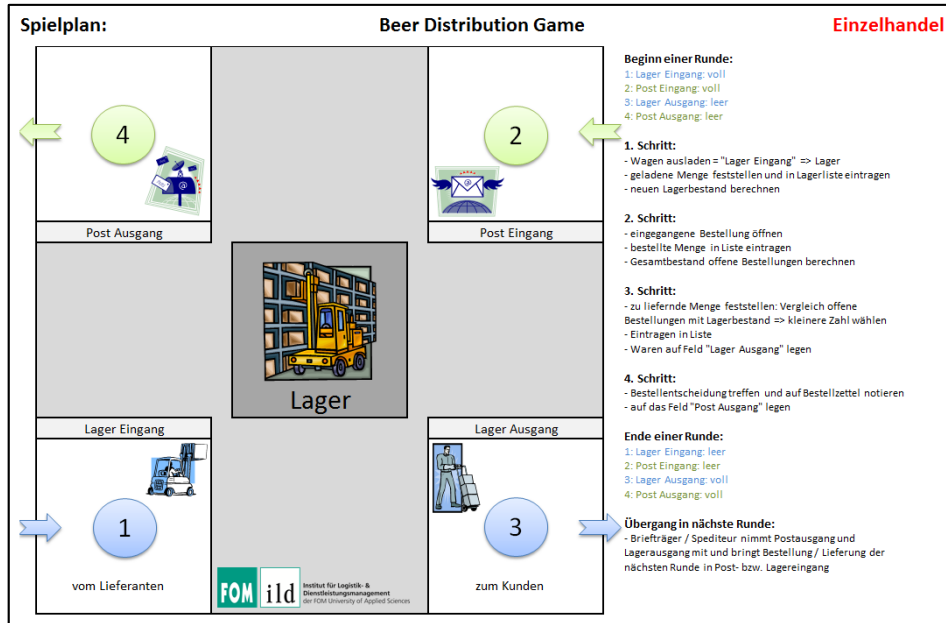 Spielplan:
Beer Distribution Game
Einzelhandel
4
Post Ausgang
2
Post Eingang
Lager
Lager Eingang
1
vom Lieferanten
Lager Ausgang
3
zum Kunden
FOM ild
Institut für Logistik- &
Dienstleistungsmanagement
der FOM University of Applied Sciences
Beginn einer Runde:
1: Lager Eingang: voll
2: Post Eingang: voll
3: Lager Ausgang: leer
4: Post Ausgang: leer
1. Schritt:
- Wagen ausladen = "Lager Eingang" => Lager
- geladene Menge feststellen und in Lagerliste eintragen
- neuen Lagerbestand berechnen
2. Schritt:
- eingegangene Bestellung öffnen
- bestellte Menge in Liste eintragen
- Gesamtbestand offene Bestellungen berechnen
3. Schritt:
- zu liefernde Menge feststellen: Vergleich offene
Bestellungen mit Lagerbestand => kleinere Zahl wählen
- Eintragen in Liste
- Waren auf Feld "Lager Ausgang" legen
4. Schritt:
- Bestellentscheidung treffen und auf Bestellzettel notieren
- auf das Feld "Post Ausgang" legen
Ende einer Runde:
1: Lager Eingang: leer
2: Post Eingang: leer
3: Lager Ausgang: voll
4: Post Ausgang: voll
Übergang in nächste Runde:
- Briefträger / Spediteur nimmt Postausgang und
Lagerausgang mit und bringt Bestellung / Lieferung der
nächsten Runde in Post- bzw. Lagereingang